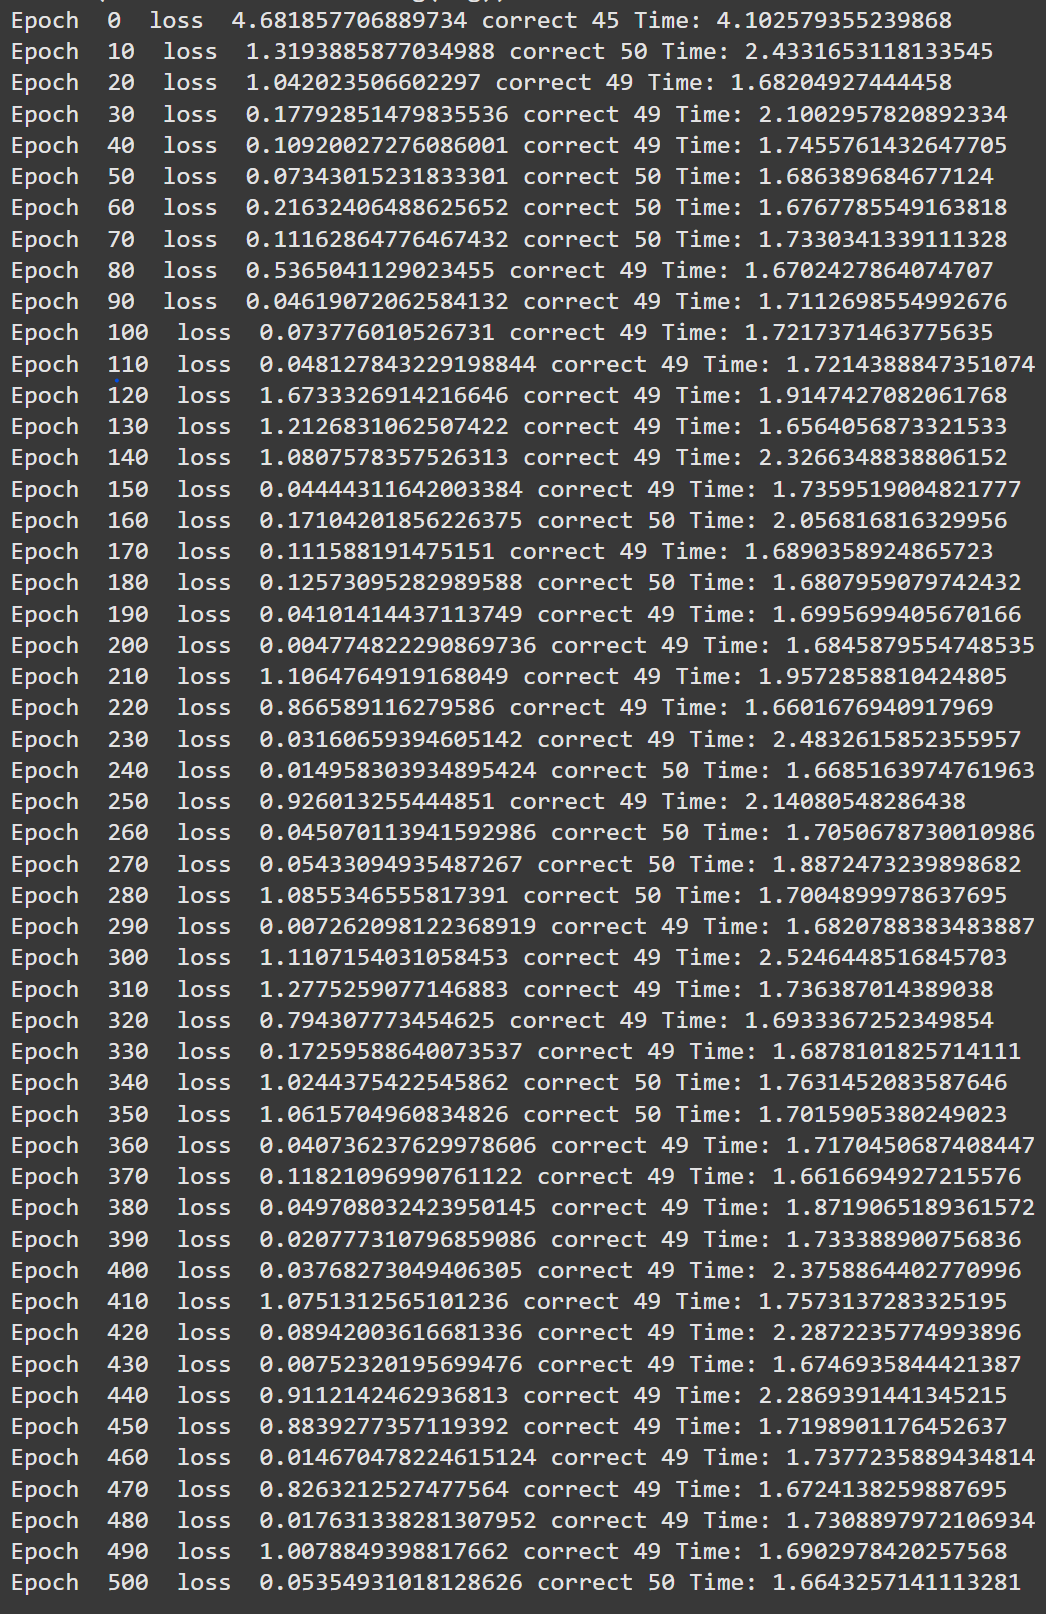 Epoch 0 loss 4.681857706889734 correct 45 Time: 4.102579355239868
Epoch 10 loss 1.3193885877034988 correct 50 Time: 2.4331653118133545
Epoch 20 loss 1.042023506602297 correct 49 Time: 1.68204927444458
Epoch 30 loss 0.17792851479835536 correct 49 Time: 2.1002957820892334
Epoch 40 loss 0.10920027276086001 correct 49 Time: 1.7455761432647705
Epoch 50 loss 0.07343015231833301 correct 50 Time: 1.686389684677124
Epoch 60 loss 0.21632406488625652 correct 50 Time: 1.6767785549163818
Epoch 70 loss 0.11162864776467432 correct 50 Time: 1.7330341339111328
Epoch 80 loss 0.5365041129023455 correct 49 Time: 1.6702427864074707
Epoch 90 loss 0.04619072062584132 correct 49 Time: 1.7112698554992676
Epoch 100 loss 0.073776010526731 correct 49 Time: 1.7217371463775635
Epoch 110 loss 0.048127843229198844 correct 49 Time: 1.7214388847351074
Epoch 120 loss 1.6733326914216646 correct 49 Time: 1.9147427082061768
Epoch 130 loss 1.2126831062507422 correct 49 Time: 1.6564056873321533
Epoch 140 loss 1.0807578357526313 correct 49 Time: 2.3266348838806152
Epoch 150 loss 0.04444311642003384 correct 49 Time: 1.7359519004821777
Epoch 160 loss 0.17104201856226375 correct 50 Time: 2.056816816329956
Epoch 170 loss 0.111588191475151 correct 49 Time: 1.6890358924865723
Epoch 180 loss 0.12573095282989588 correct 50 Time: 1.6807959079742432
Epoch 190 loss 0.04101414437113749 correct 49 Time: 1.6995699405670166
Epoch 200 loss 0.004774822290869736 correct 49 Time: 1.6845879554748535
Epoch 210 loss 1.1064764919168049 correct 49 Time: 1.9572858810424805
Epoch 220 loss 0.866589116279586 correct 49 Time: 1.6601676940917969
Epoch 230 loss 0.03160659394605142 correct 49 Time: 2.4832615852355957
Epoch 240 loss 0.014958303934895424 correct 50 Time: 1.6685163974761963
Epoch 250 loss 0.926013255444851 correct 49 Time: 2.14080548286438
Epoch 260 loss 0.045070113941592986 correct 50 Time: 1.7050678730010986
Epoch 270 loss 0.05433094935487267 correct 50 Time: 1.8872473239898682
Epoch 280 loss 1.0855346555817391 correct 50 Time: 1.7004899978637695
Epoch 290 loss 0.007262098122368919 correct 49 Time: 1.6820788383483887
Epoch 300 loss 1.1107154031058453 correct 49 Time: 2.5246448516845703
Epoch 310 loss 1.2775259077146883 correct 49 Time: 1.736387014389038
Epoch 320 loss 0.794307773454625 correct 49 Time: 1.6933367252349854
Epoch 330 loss 0.17259588640073537 correct 49 Time: 1.6878101825714111
Epoch 340 loss 1.0244375422545862 correct 50 Time: 1.7631452083587646
Epoch 350 loss 1.0615704960834826 correct 50 Time: 1.7015905380249023
Epoch 360 loss 0.040736237629978606 correct 49 Time: 1.7170450687408447
Epoch 370 loss 0.11821096990761122 correct 49 Time: 1.6616694927215576
Epoch 380 loss 0.049708032423950145 correct 49 Time: 1.8719065189361572
Epoch 390 loss 0.020777310796859086 correct 49 Time: 1.733388900756836
Epoch 400 loss 0.03768273049406305 correct 49 Time: 2.3758864402770996
Epoch 410 loss 1.0751312565101236 correct 49 Time: 1.7573137283325195
Epoch 420 loss 0.08942003616681336 correct 49 Time: 2.2872235774993896
Epoch 430 loss 0.00752320195699476 correct 49 Time: 1.6746935844421387
Epoch 440 loss 0.9112142462936813 correct 49 Time: 2.2869391441345215
Epoch 450 loss 0.8839277357119392 correct 49 Time: 1.7198901176452637
Epoch 460 loss 0.014670478224615124 correct 49 Time: 1.7377235889434814
Epoch 470 loss 0.8263212527477564 correct 49 Time: 1.6724138259887695
Epoch 480 loss 0.017631338281307952 correct 49 Time: 1.7308897972106934
Epoch 490 loss 1.0078849398817662 correct 49 Time: 1.6902978420257568
Epoch 500 loss 0.05354931018128626 correct 50 Time: 1.6643257141113281